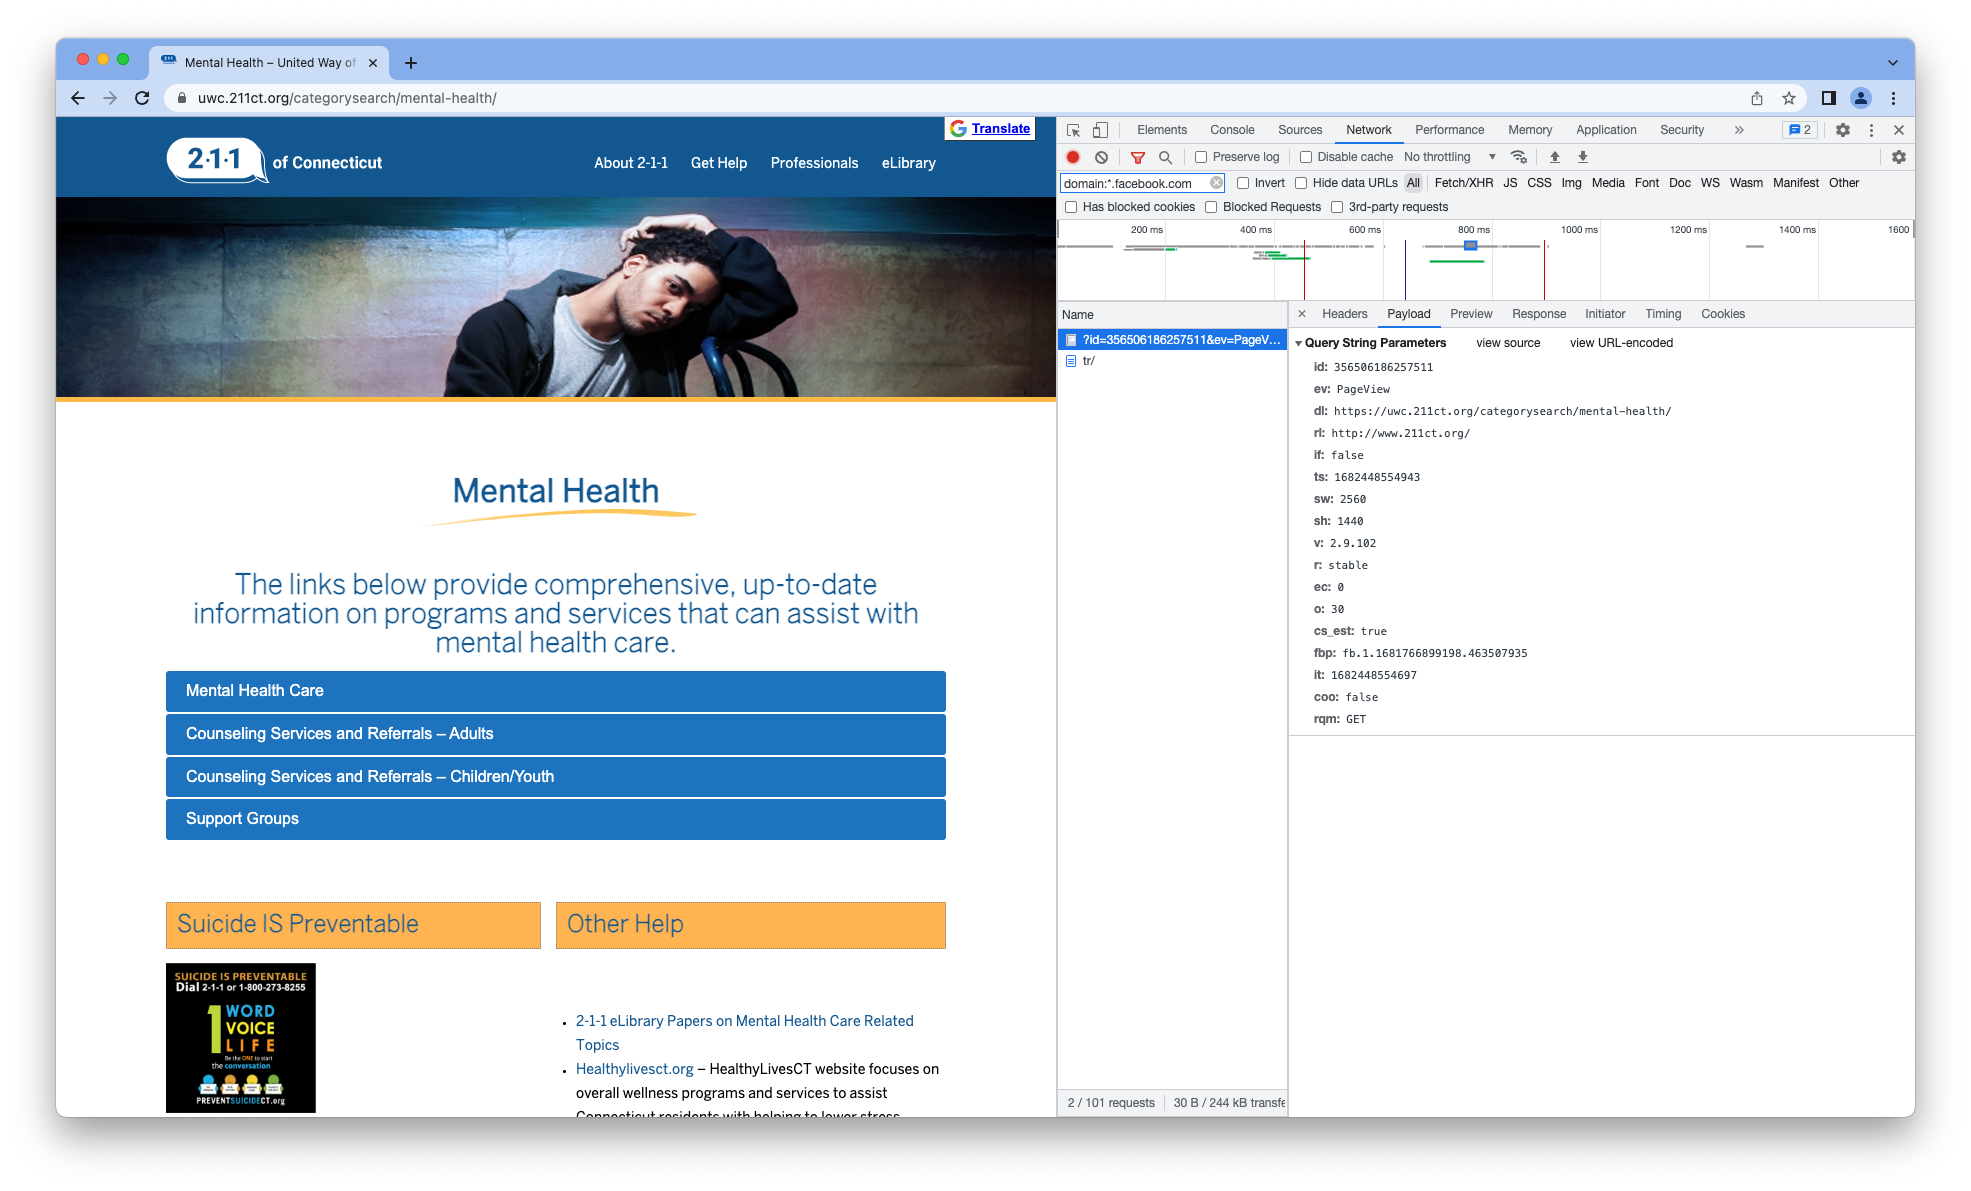 Mental Health – United Way of
uwc.211ct.org/categorysearch/mental-health/
Translate
2·1·1 of Connecticut
About 2-1-1 Get Help Professionals eLibrary
Mental Health
The links below provide comprehensive, up-to-date
information on programs and services that can assist with
mental health care.
Mental Health Care
Counseling Services and Referrals – Adults
Counseling Services and Referrals – Children/Youth
Support Groups
Suicide IS Preventable
Other Help
SUICIDE IS PREVENTABLE
Dial 2-1-1 or 1-800-273-8255
1 WORD
VOICE
LIFE
Be the ONE to start
the conversation
PREVENTSUICIDECT.org
2-1-1 eLibrary Papers on Mental Health Care Related
Topics
Healthylivesct.org – HealthyLivesCT website focuses on
overall wellness programs and services to assist
Connecticut residents with helping to lower stress
Elements Console Sources Network Performance Memory Application Security » 2
Preserve log Disable cache No throttling
domain:*.facebook.com Invert Hide data URLs All Fetch/XHR JS CSS Img Media Font Doc WS Wasm Manifest Other
Has blocked cookies Blocked Requests 3rd-party requests
200 ms 400 ms 600 ms 800 ms 1000 ms 1200 ms 1400 ms 1600
Name
?id=356506186257511&ev=PageV...
tr/
2 / 101 requests 30 B / 244 kB transfe
Headers Payload Preview Response Initiator Timing Cookies
Query String Parameters view source view URL-encoded
id: 356506186257511
ev: PageView
dl: https://uwc.211ct.org/categorysearch/mental-health/
rl: http://www.211ct.org/
if: false
ts: 1682448554943
sw: 2560
sh: 1440
v: 2.9.102
r: stable
ec: 0
o: 30
cs_est: true
fbp: fb.1.1681766899198.463507935
it: 1682448554697
coo: false
rqm: GET